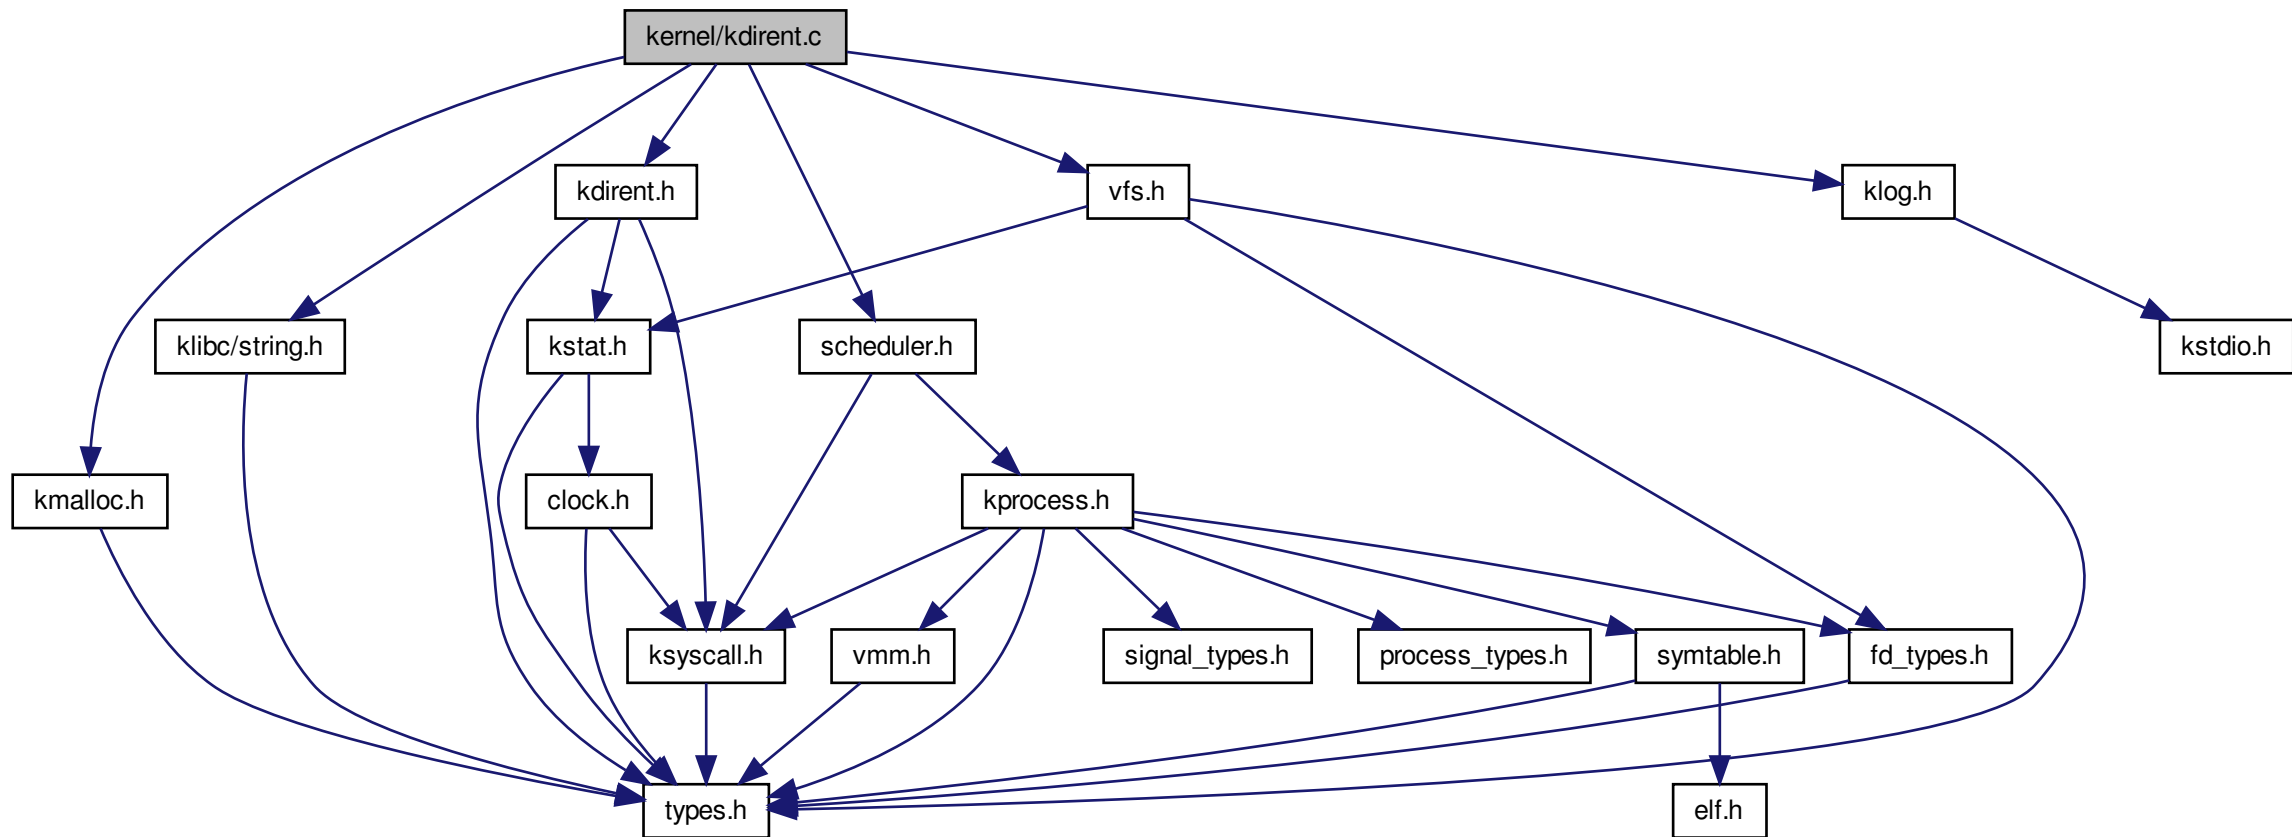 kernel/kdirent.c
kdirent.h
vfs.h
klog.h
klibc/string.h
kstat.h
scheduler.h
kstdio.h
kmalloc.h
clock.h
kprocess.h
ksyscall.h
vmm.h
signal_types.h
process_types.h
symtable.h
fd_types.h
types.h
elf.h